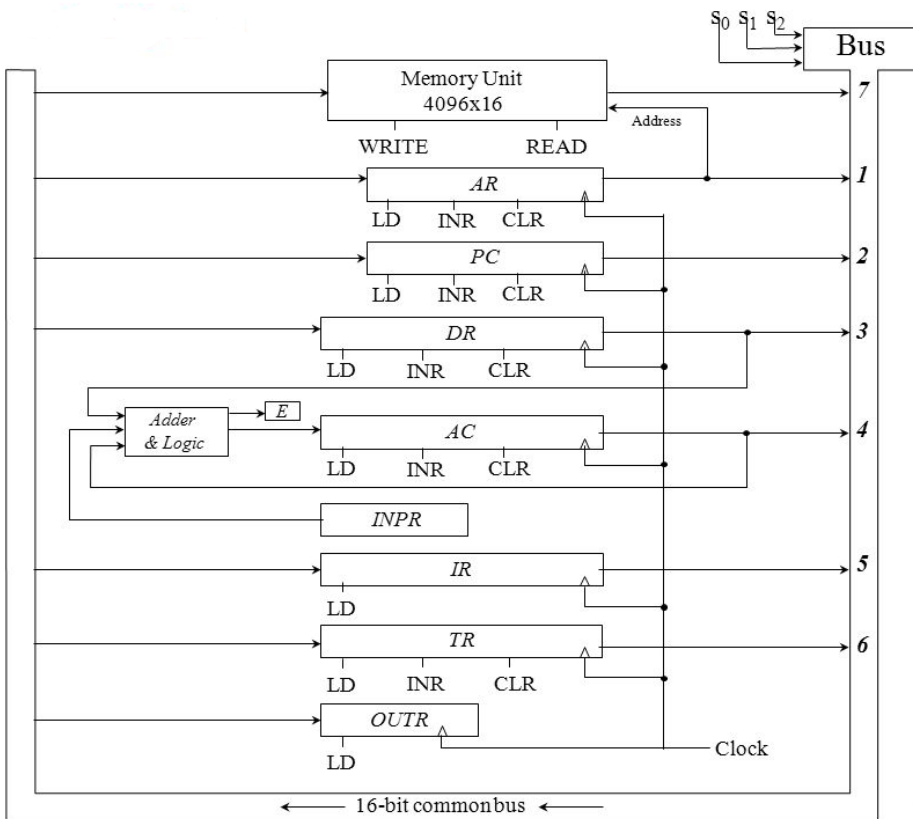 S0 S1 S2
Bus
Memory Unit
4096x16
7
Address
WRITE READ
AR
1
LD INR CLR
PC
2
LD INR CLR
DR
3
LD INR CLR
Adder
& Logic
E
AC
4
LD INR CLR
INPR
IR
5
LD
TR
6
LD INR CLR
OUTR
LD
Clock
16-bit common bus